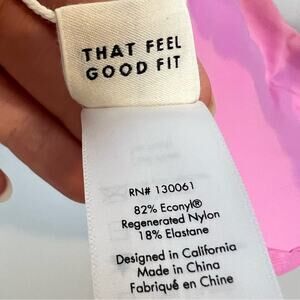 THAT FEEL
GOOD FIT
RN# 130061
82% Econyl®
Regenerated Nylon
18% Elastane
Designed in California
Made in China
Fabriqué en Chine